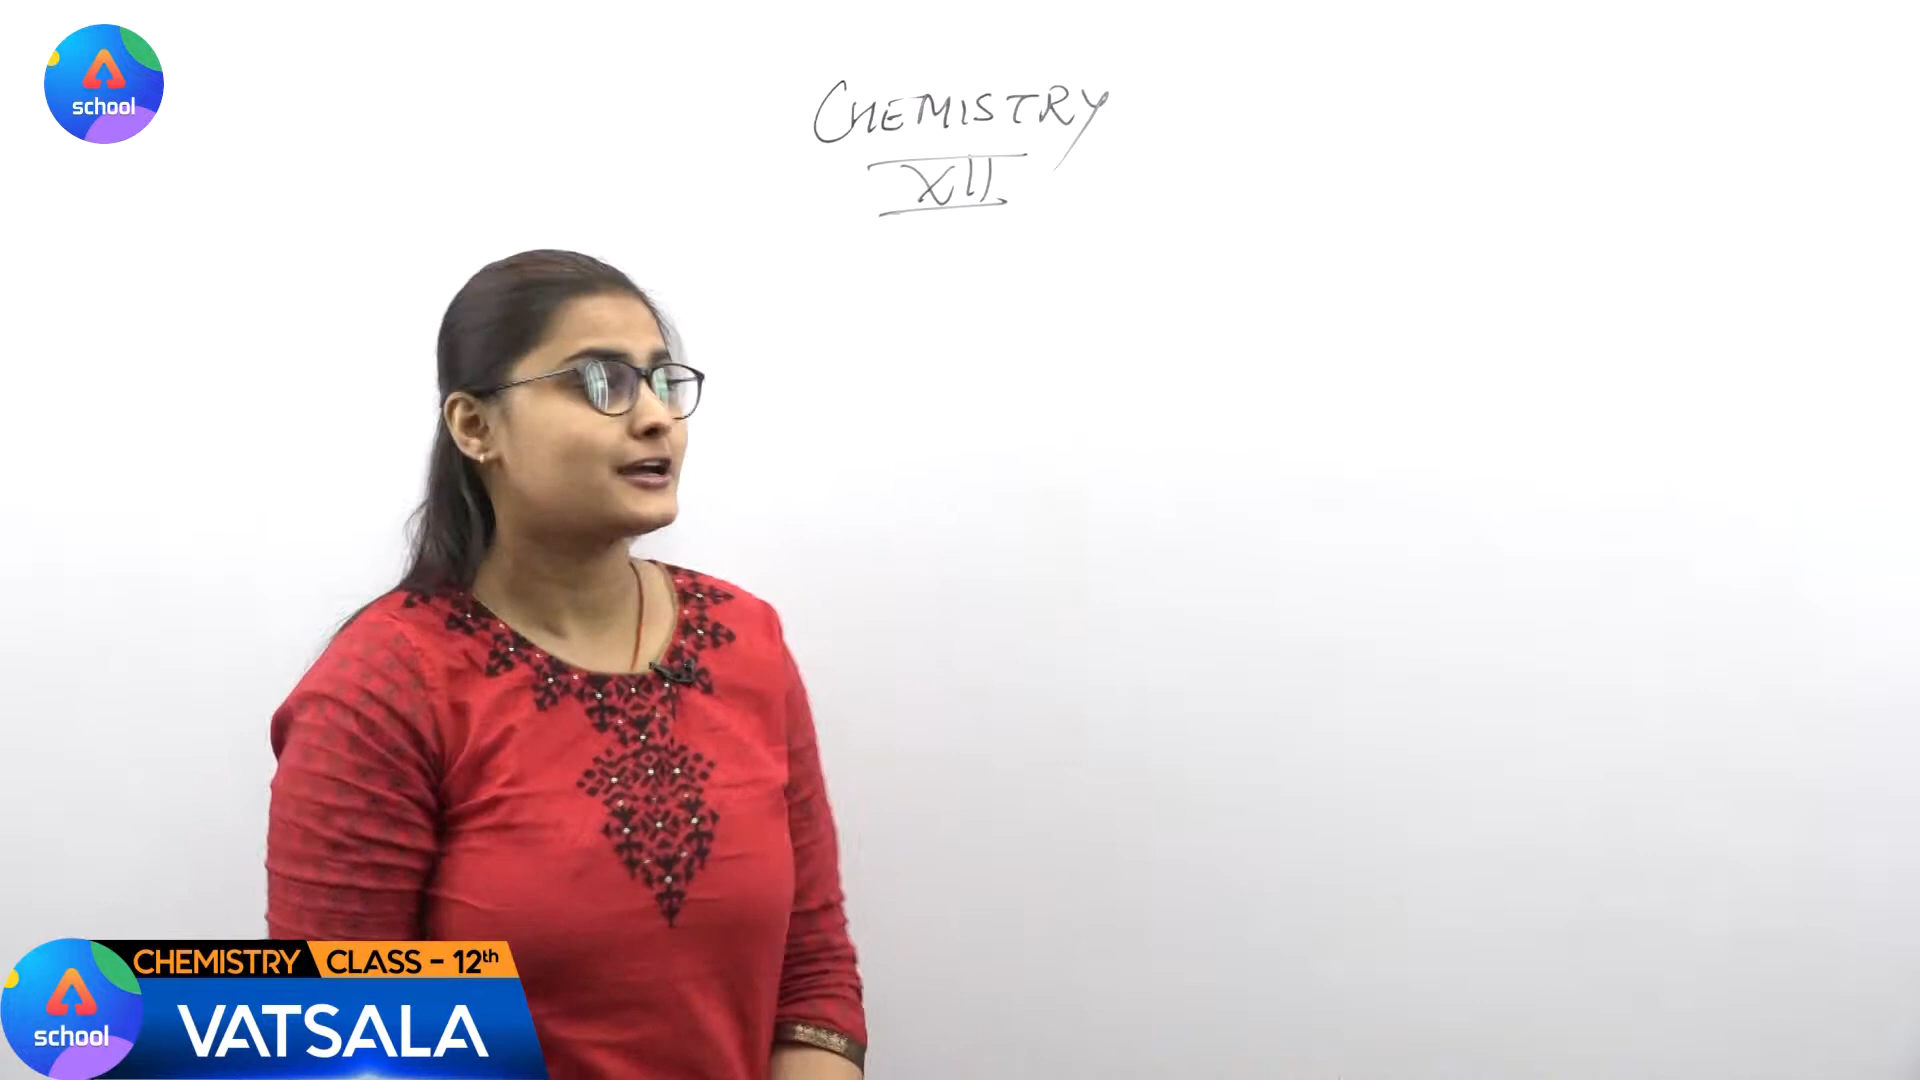 school
CHEMISTRY
XII
CHEMISTRY CLASS - 12th
school
VATSALA